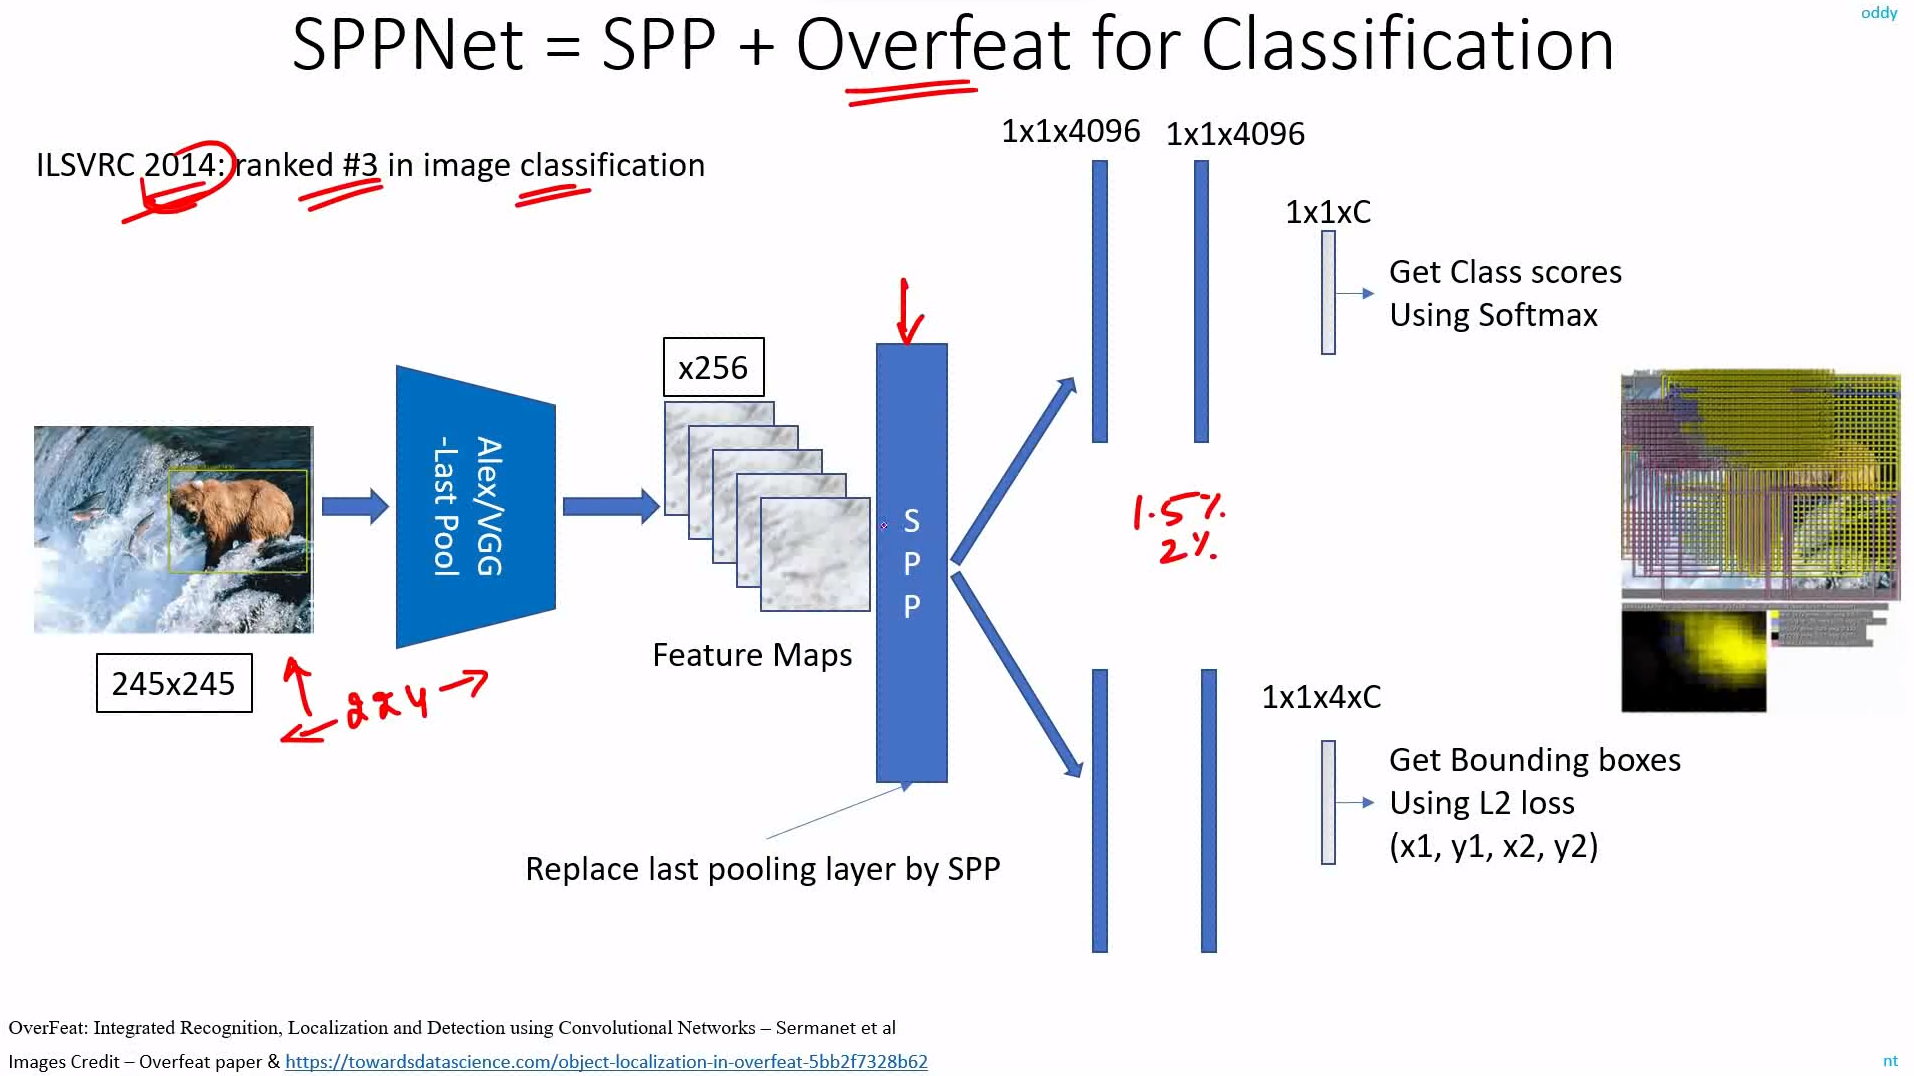 oddy
SPPNet = SPP + Overfeat for Classification
ILSVRC 2014: ranked #3 in image classification
1x1x4096
1x1x4096
1x1xC
Get Class scores
Using Softmax
x256
Alex/VGG
-Last Pool
S
P
P
1.5%
2%
245x245
224
Feature Maps
1x1x4xC
Get Bounding boxes
Using L2 loss
(x1, y1, x2, y2)
Replace last pooling layer by SPP
OverFeat: Integrated Recognition, Localization and Detection using Convolutional Networks – Sermanet et al
Images Credit – Overfeat paper & https://towardsdatascience.com/object-localization-in-overfeat-5bb2f7328b62
nt